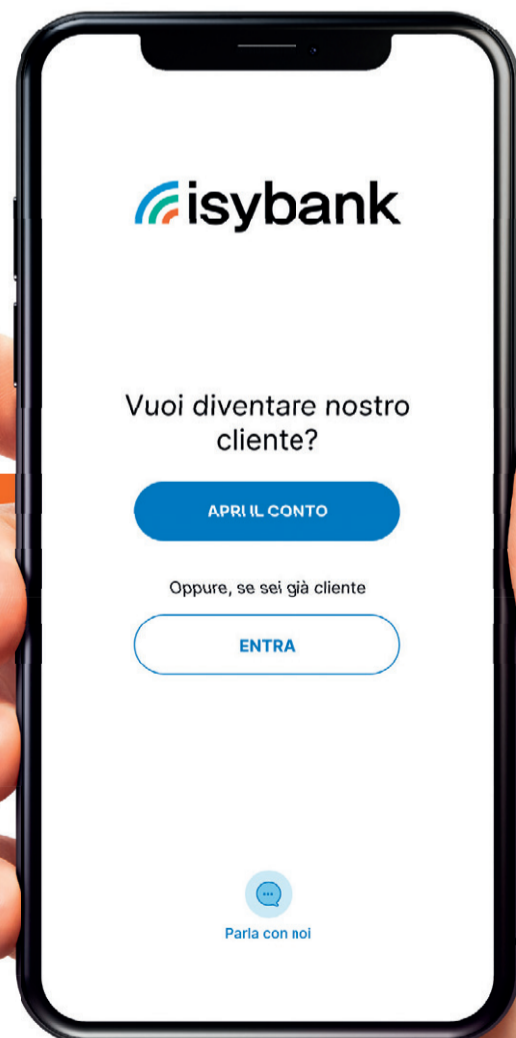 isybank
Vuoi diventare nostro
cliente?
APRI IL CONTO
Oppure, se sei già cliente
ENTRA
Parla con noi